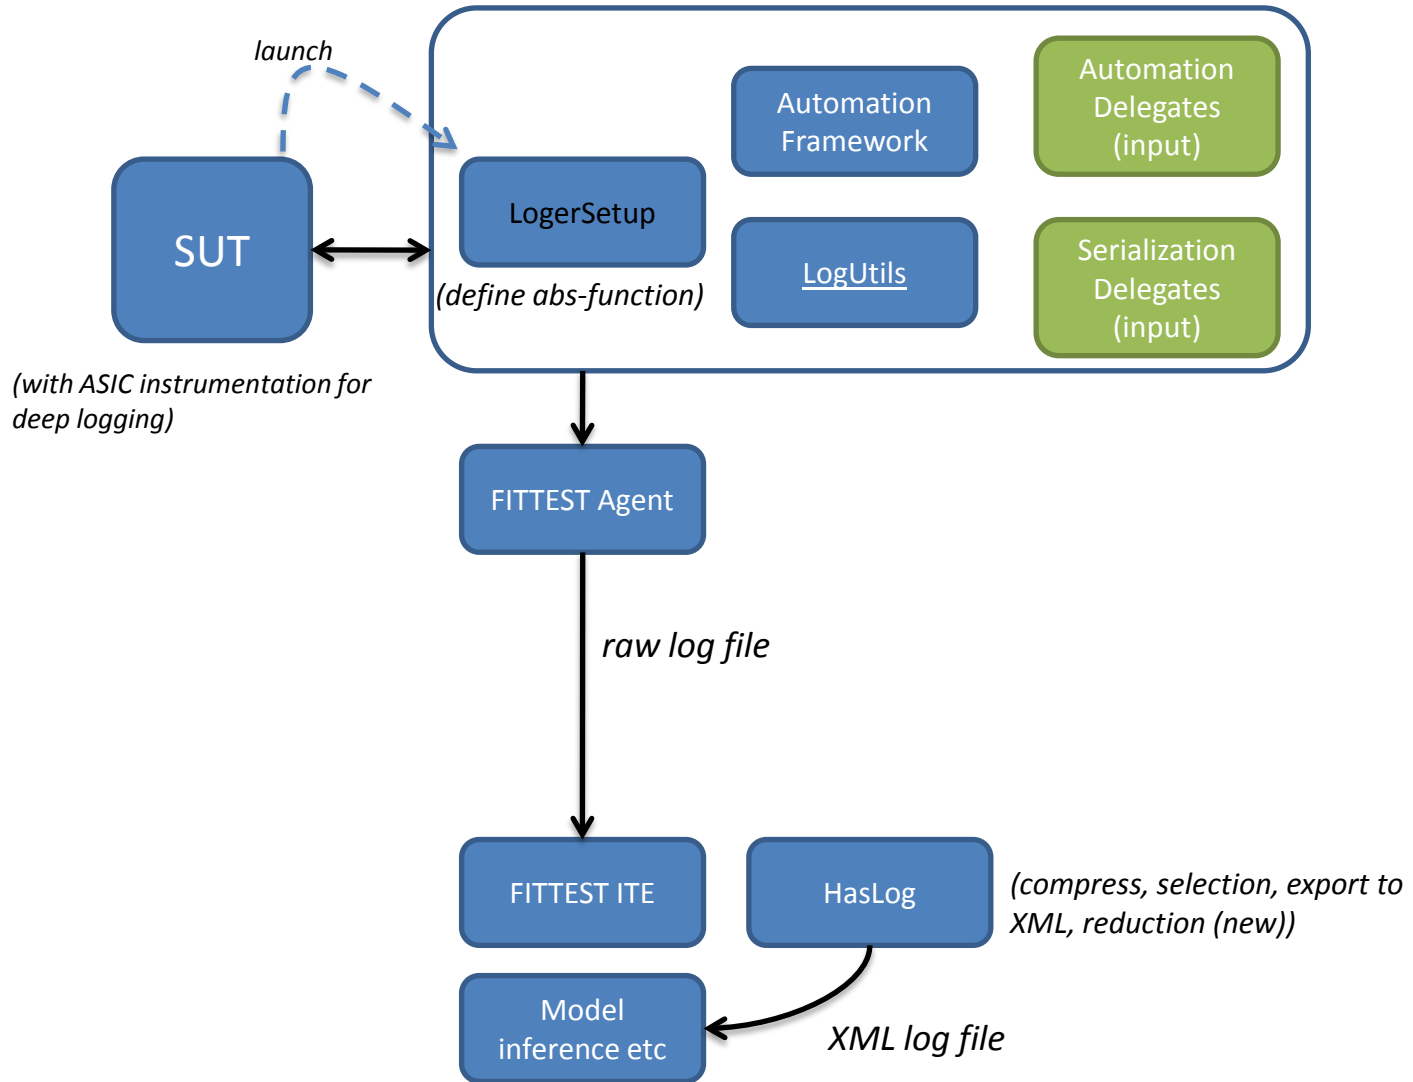 launch
Automation
Framework
Automation
Delegates
(input)
LogerSetup
(define abs-function)
LogUtils
Serialization
Delegates
(input)
SUT
(with ASIC instrumentation for
deep logging)
FITTEST Agent
raw log file
FITTEST ITE
HasLog
(compress, selection, export to
XML, reduction (new))
Model
inference etc
XML log file